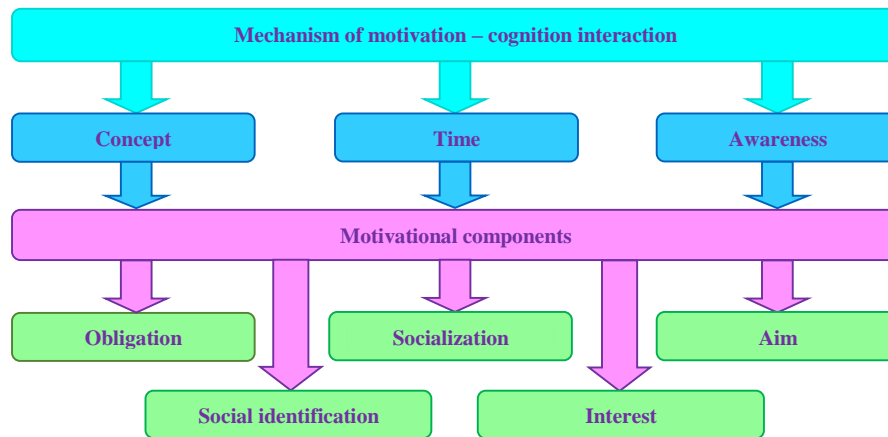 Mechanism of motivation – cognition interaction
Concept
Time
Awareness
Motivational components
Obligation
Socialization
Aim
Social identification
Interest